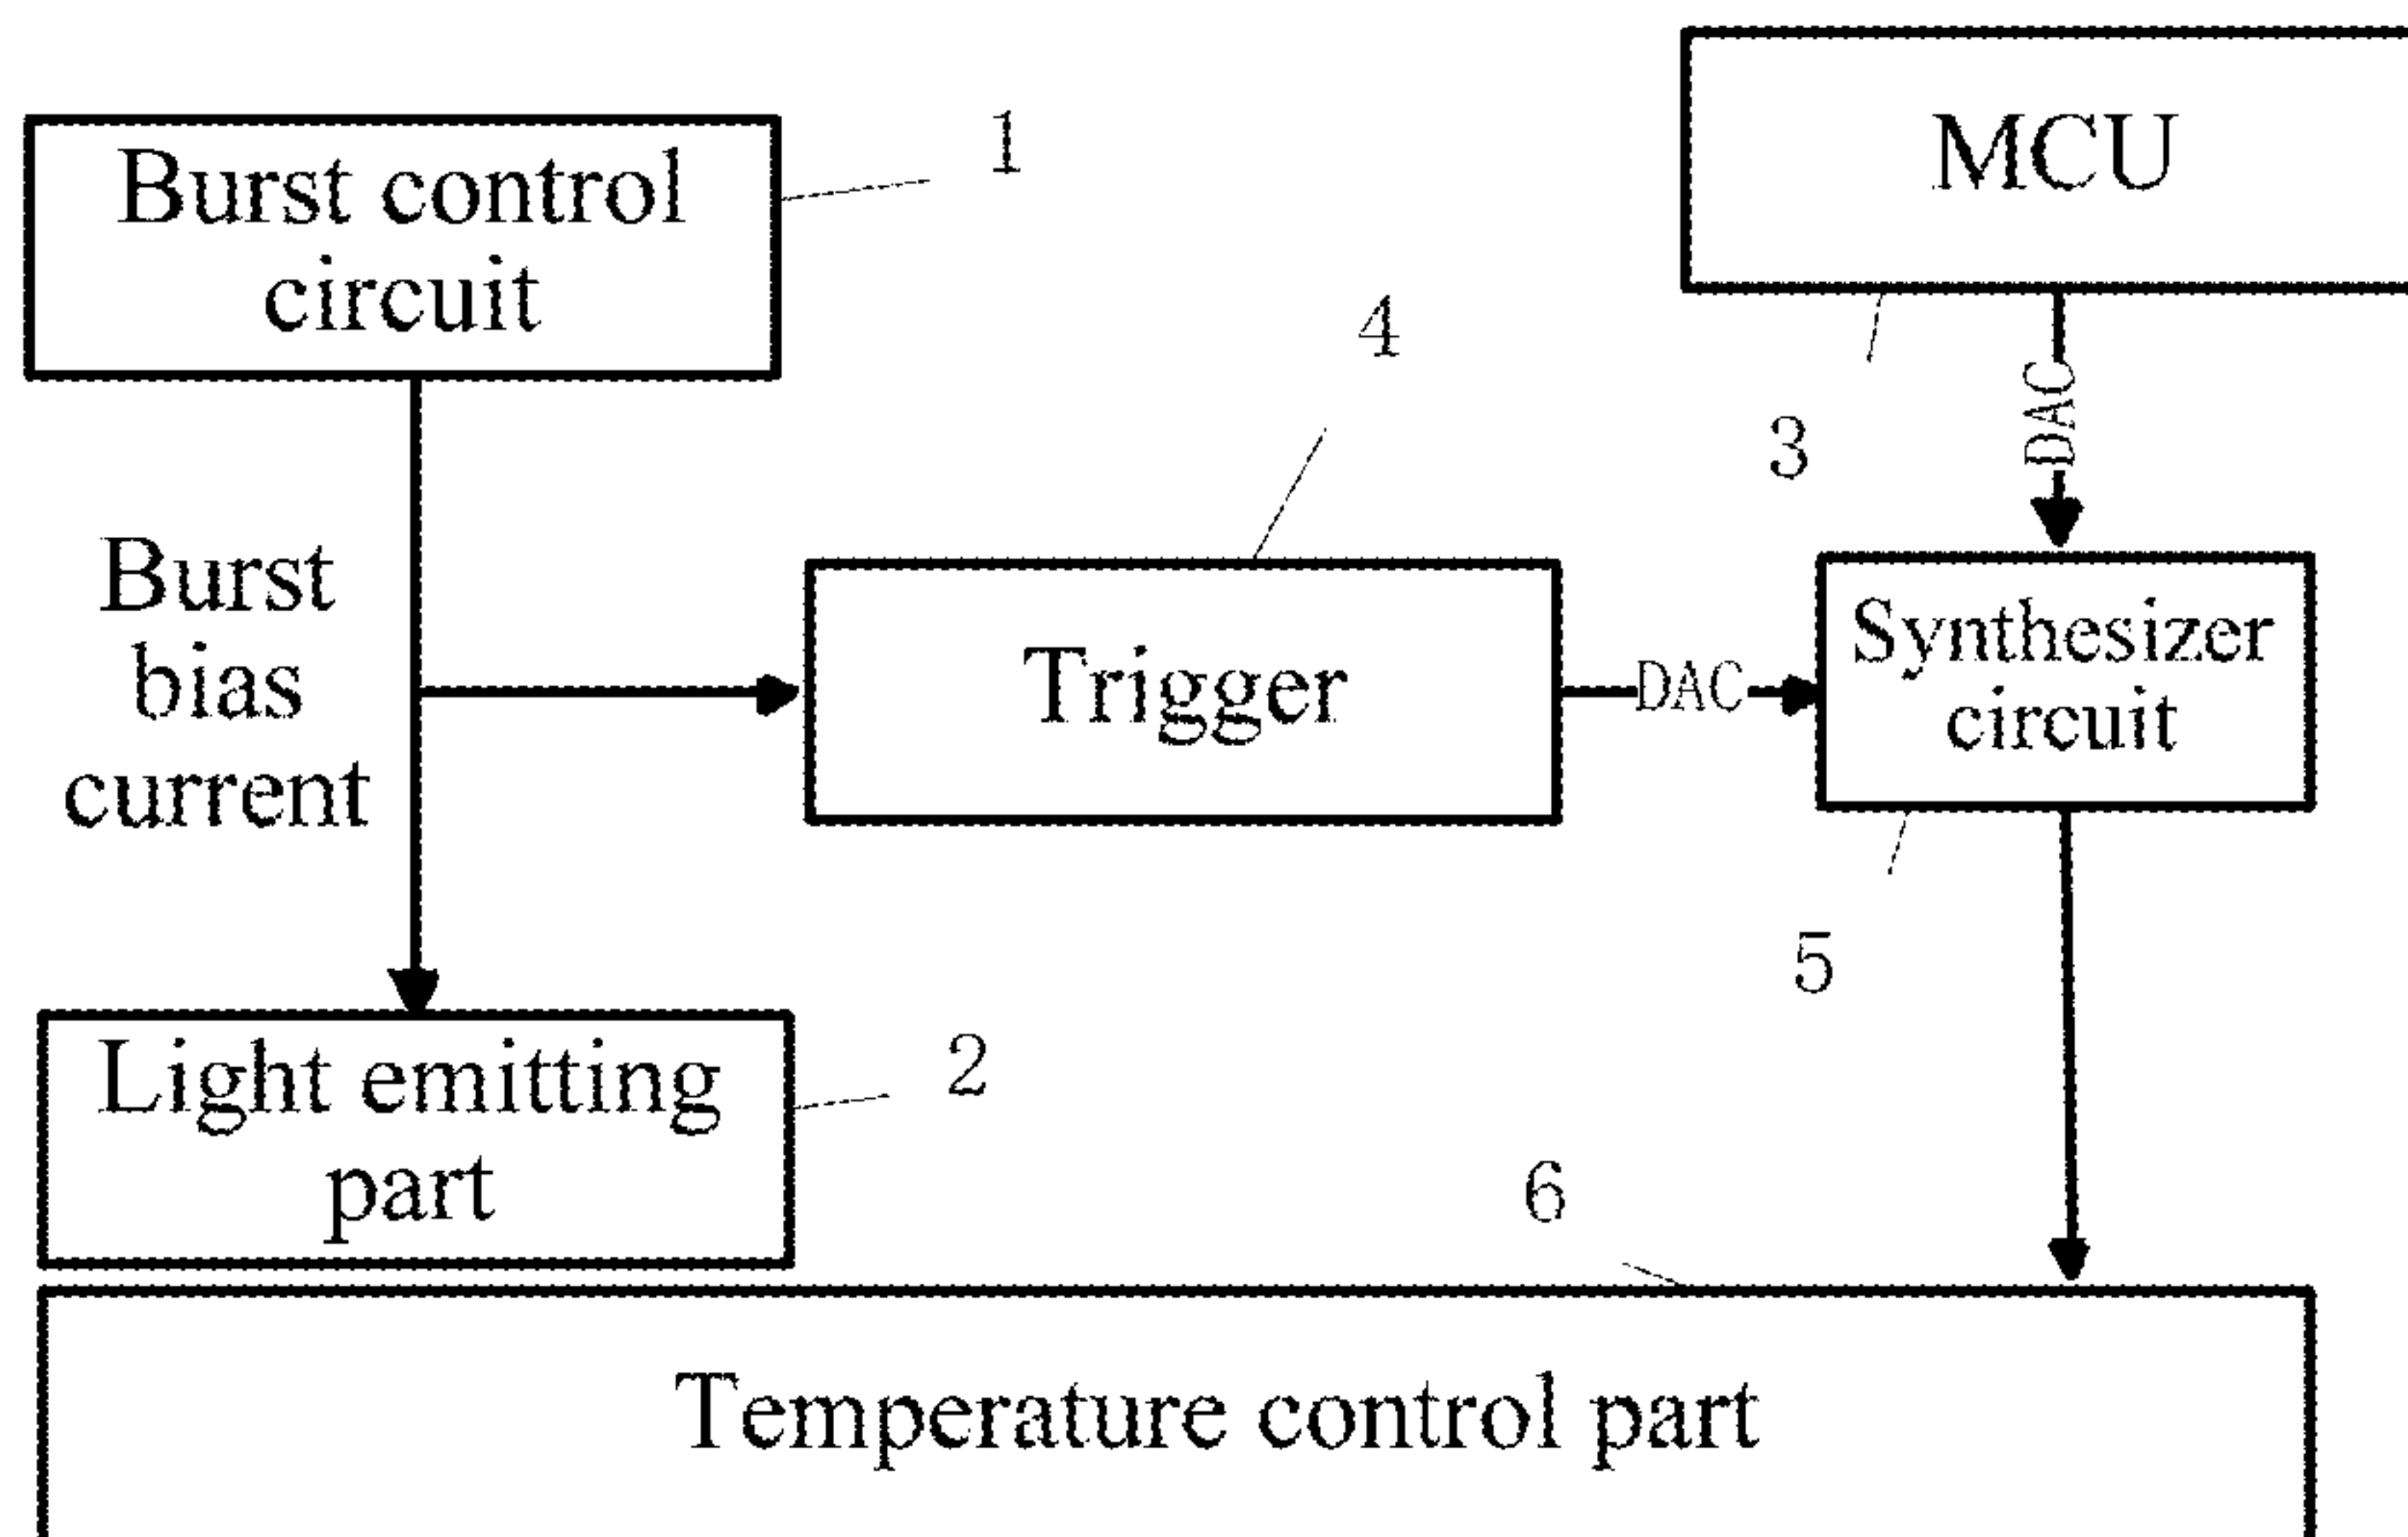 MCU
1
Burst control
circuit
4
DAC
3
Burst
bias
current
Trigger
DAC
Synthesizer
circuit
5
Light emitting
part
2
6
Temperature control part